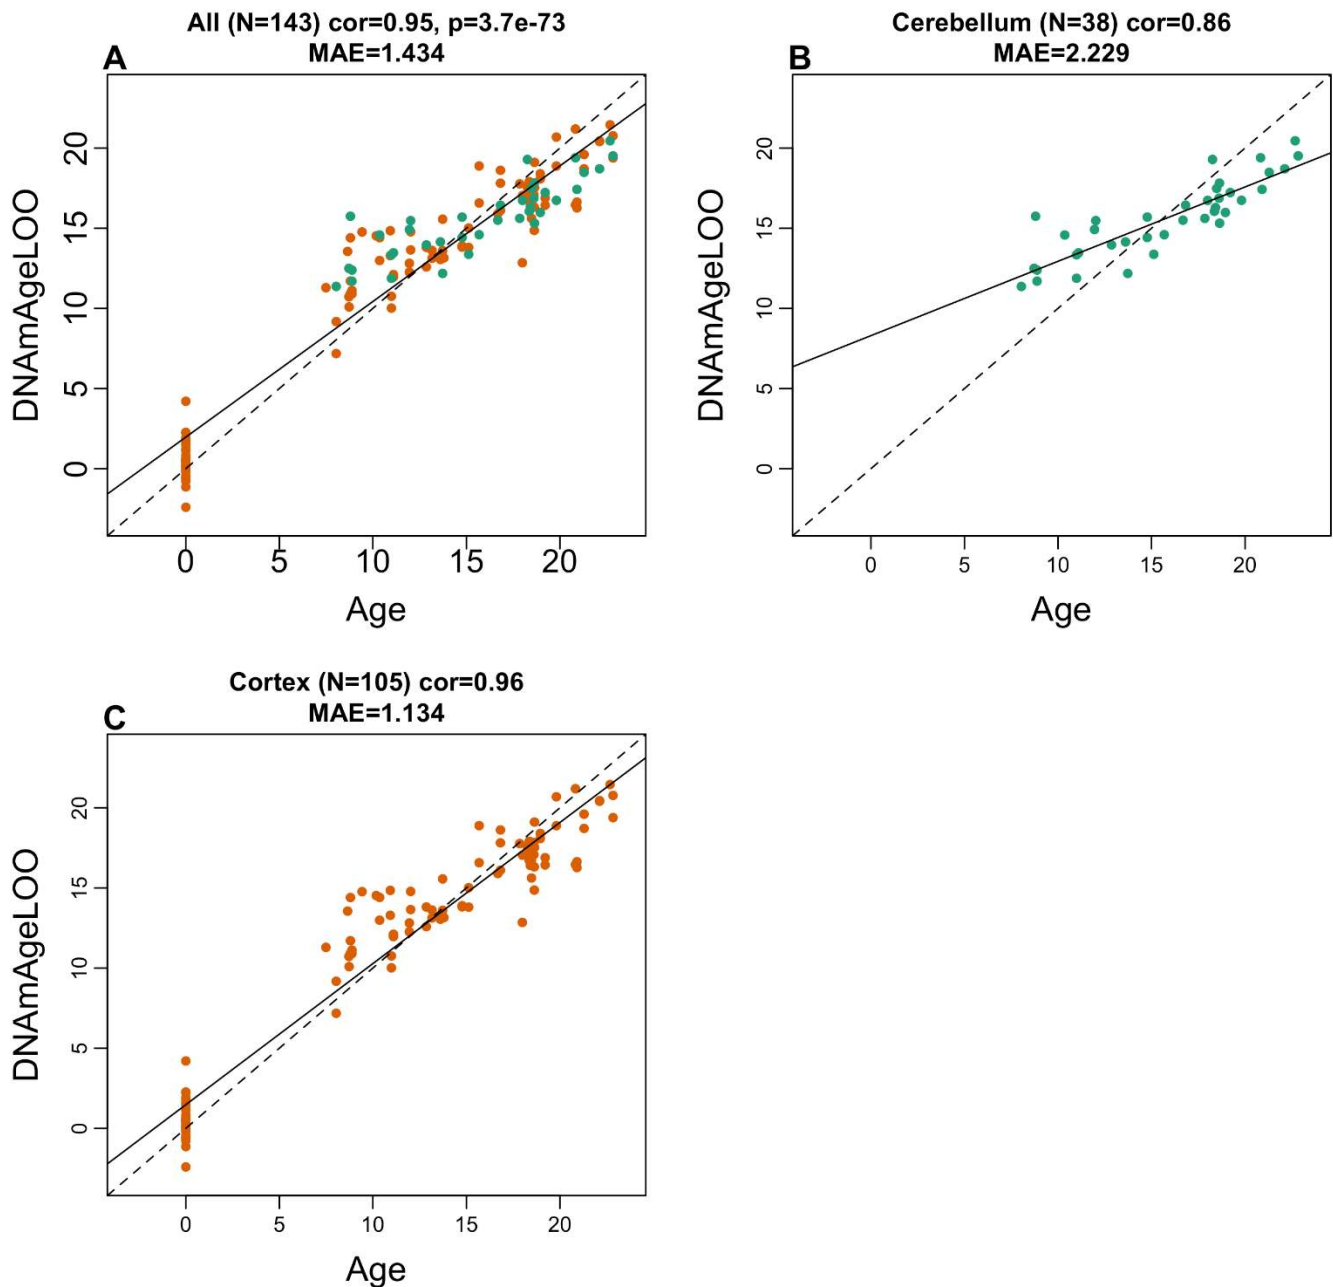 All (N=143) cor=0.95, p=3.7e-73
MAE=1.434
A
20
15
10
5
0
0 5 10 15 20
DNAmAgeLOO
Age
Cerebellum (N=38) cor=0.86
MAE=2.229
B
20
15
10
5
0
0 5 10 15 20
DNAmAgeLOO
Age
Cortex (N=105) cor=0.96
MAE=1.134
C
20
15
10
5
0
0 5 10 15 20
DNAmAgeLOO
Age